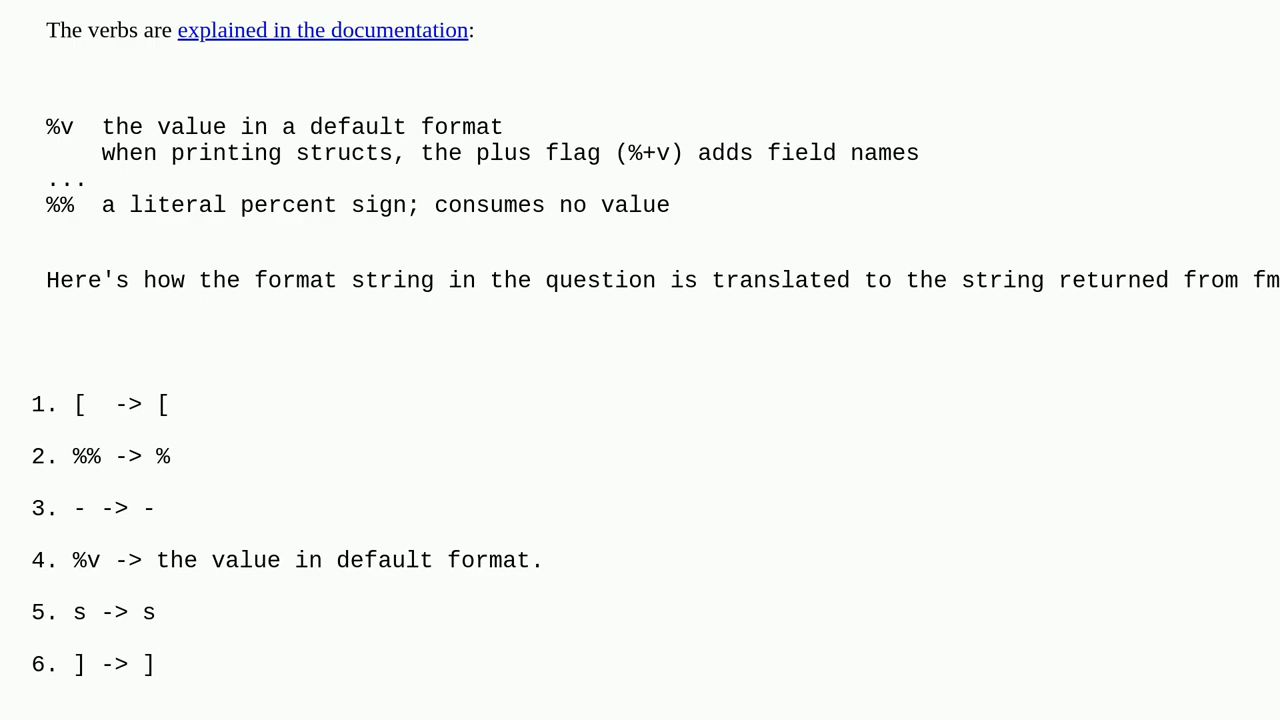 The verbs are explained in the documentation:
%v  the value in a default format
    when printing structs, the plus flag (%+v) adds field names
...
%%  a literal percent sign; consumes no value
Here's how the format string in the question is translated to the string returned from fm
1. [  -> [
2. %% -> %
3. - -> -
4. %v -> the value in default format.
5. s -> s
6. ] -> ]